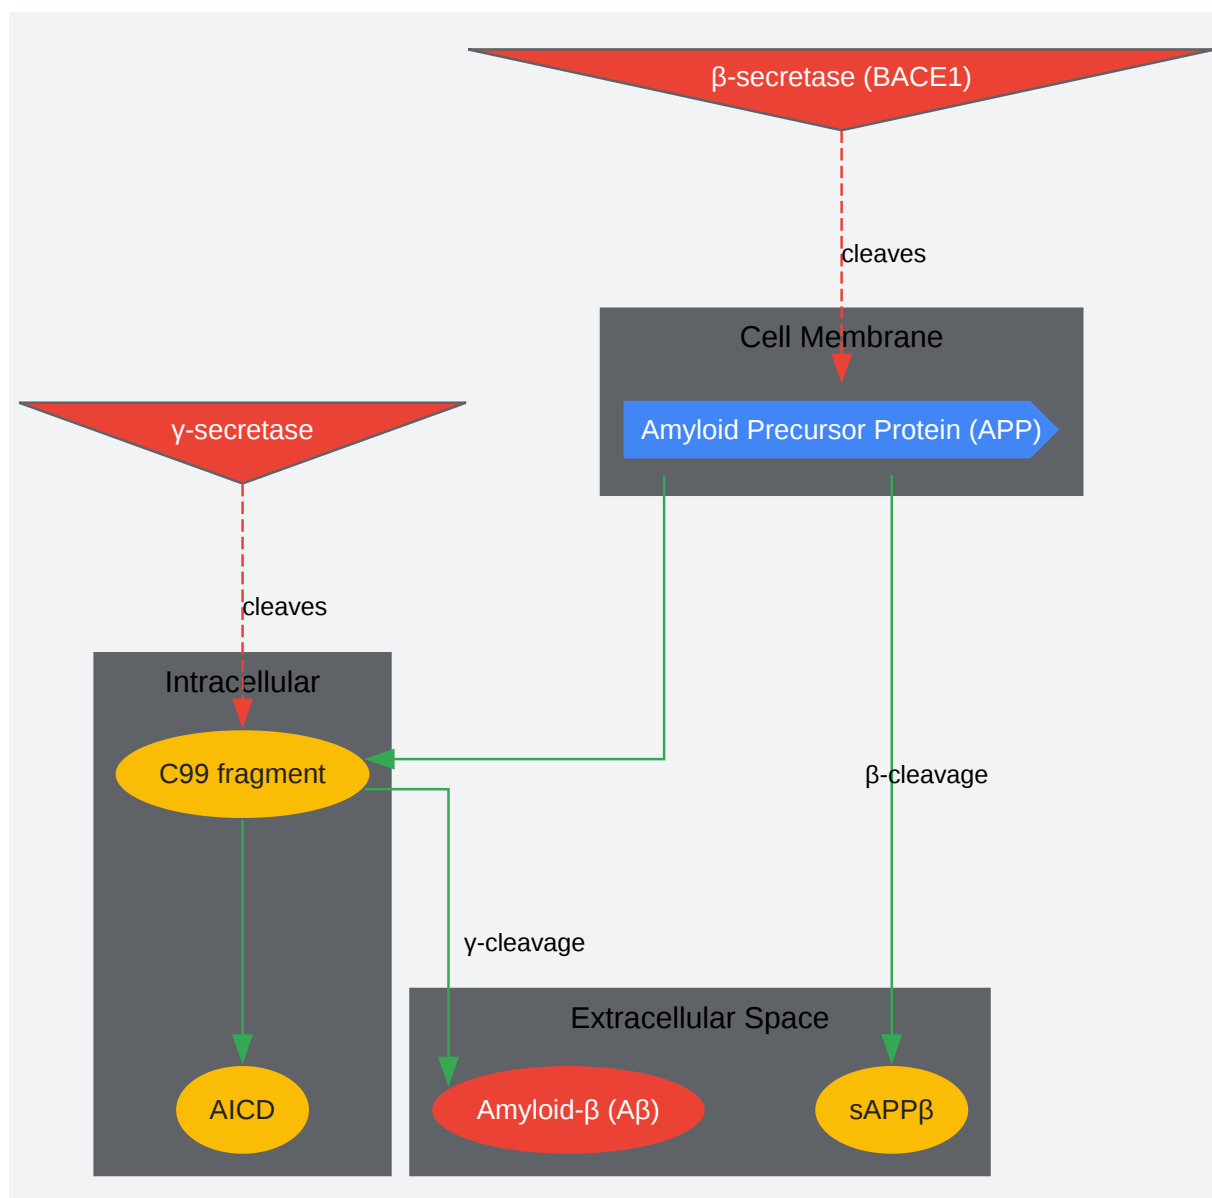 β-secretase (BACE1)
cleaves
Cell Membrane
Amyloid Precursor Protein (APP)
γ-secretase
cleaves
Intracellular
C99 fragment
β-cleavage
γ-cleavage
Extracellular Space
AICD
Amyloid-β (Aβ)
sAPPβ